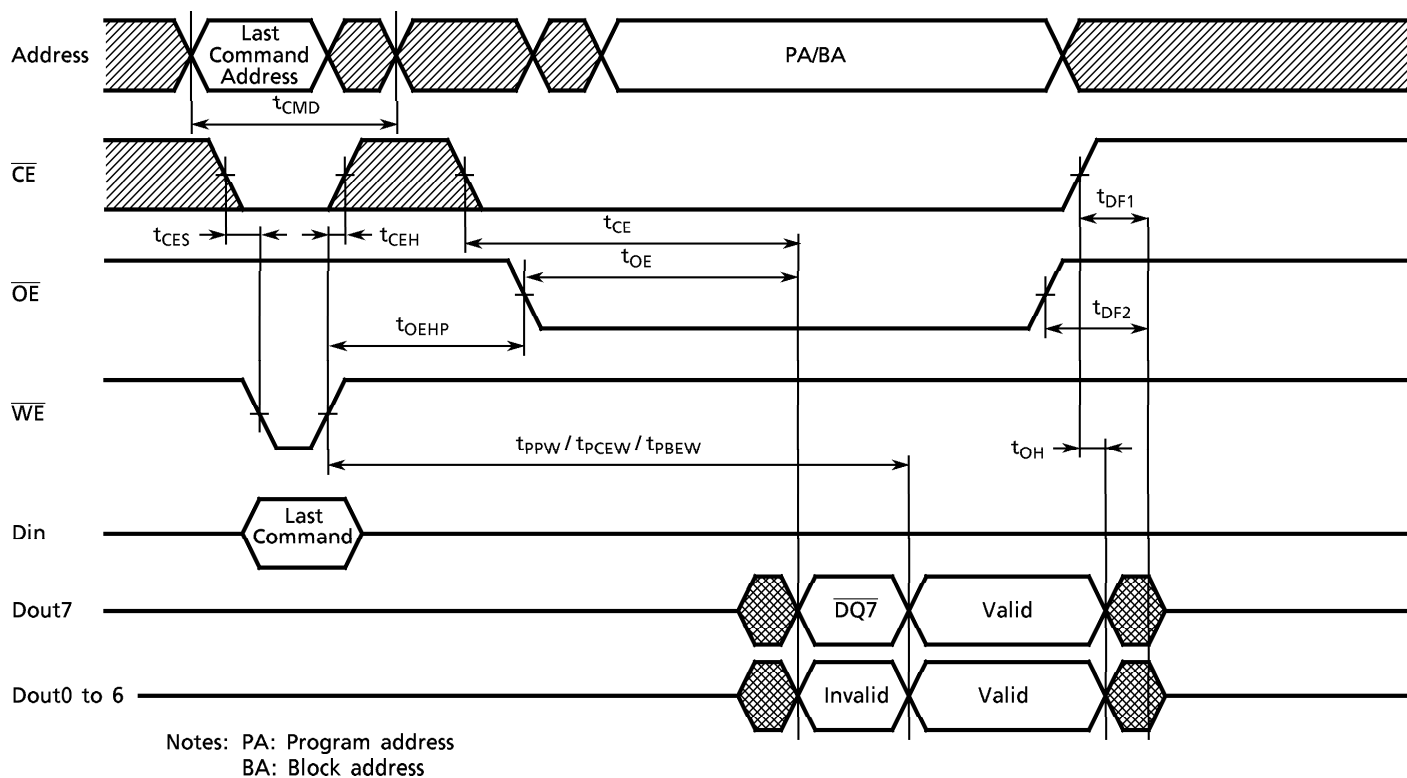 Address
Last
Command
Address
PA/BA
tCMD
CE
tCES
tCEH
tCE
tDF1
OE
tOE
tOEHP
tDF2
WE
tPPW / tPCEW / tPBEW
tOH
Din
Last
Command
Dout7
DQ7
Valid
Dout0 to 6
Invalid
Valid
Notes: PA: Program address
BA: Block address